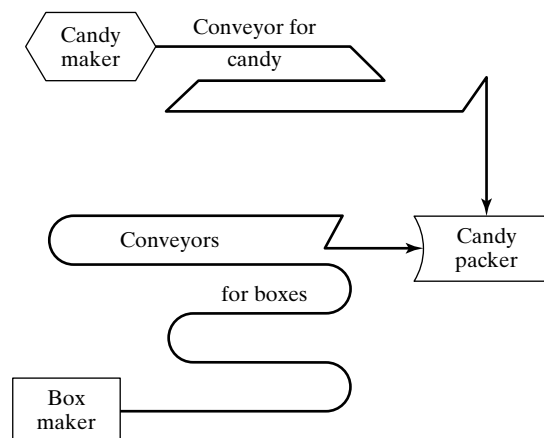 Candy
maker
Conveyor for
candy
Conveyors
for boxes
Candy
packer
Box
maker